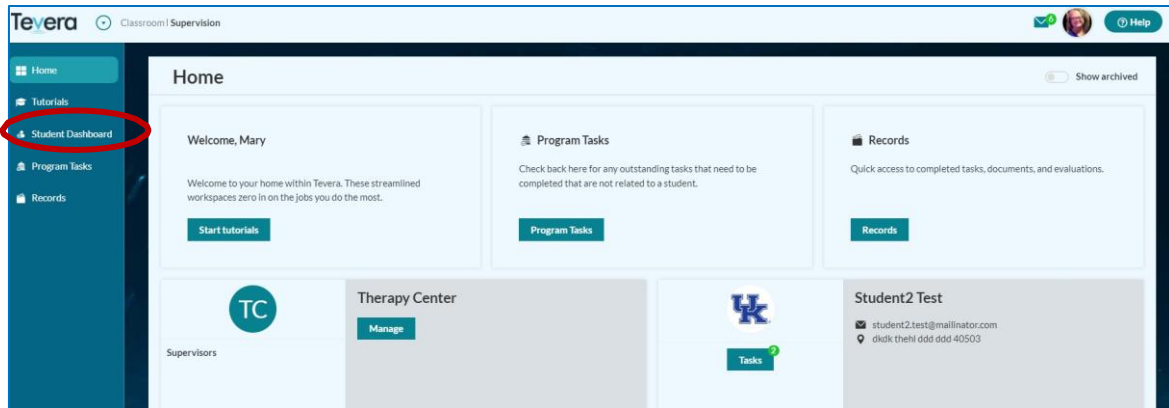 Tevera
Classroom | Supervision
6
Help
Home
Tutorials
Student Dashboard
Program Tasks
Records
Home
Show archived
Welcome, Mary
Welcome to your home within Tevera. These streamlined
workspaces zero in on the jobs you do the most.
Start tutorials
Program Tasks
Check back here for any outstanding tasks that need to be
completed that are not related to a student.
Program Tasks
Records
Quick access to completed tasks, documents, and evaluations.
Records
TC
Supervisors
Therapy Center
Manage
UK
Tasks
2
Student2 Test
student2.test@mailinator.com
dkdk thehl ddd ddd 40503